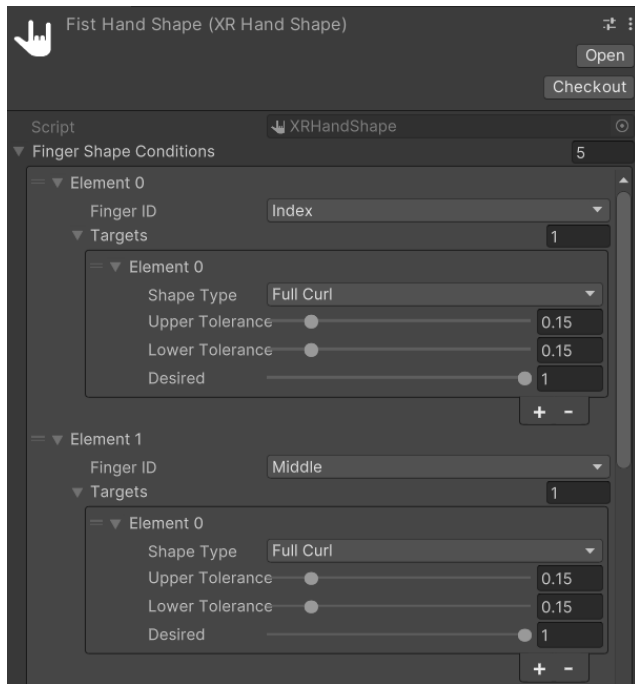 Fist Hand Shape (XR Hand Shape)
Open
Checkout
Script XRHandShape
Finger Shape Conditions 5
Element 0
Finger ID Index
Targets 1
Element 0
Shape Type Full Curl
Upper Tolerance 0.15
Lower Tolerance 0.15
Desired 1
+ -
Element 1
Finger ID Middle
Targets 1
Element 0
Shape Type Full Curl
Upper Tolerance 0.15
Lower Tolerance 0.15
Desired 1
+ -